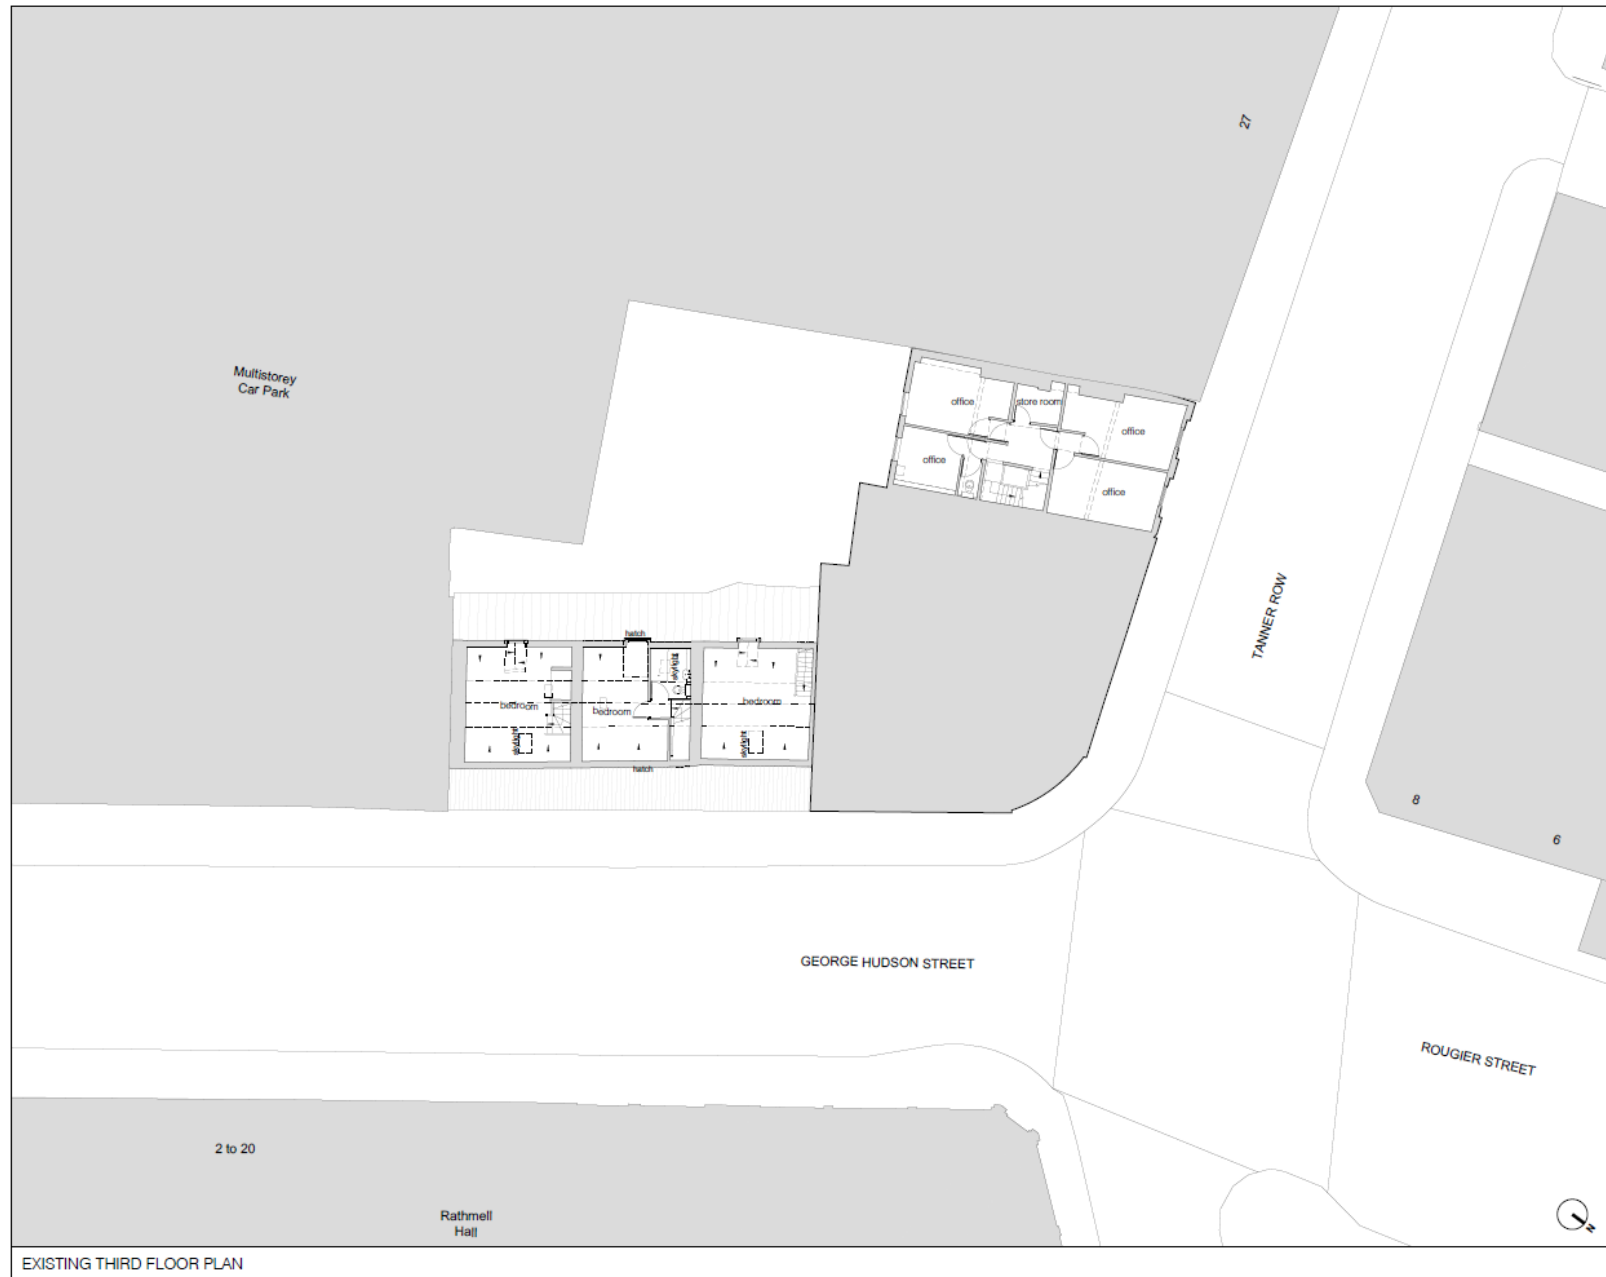 27
Multistorey
Car Park
office
store room
office
office
office
TANNER ROW
hatch
skylight
bedroom
bedroom
bedroom
skylight
skylight
hatch
8
6
GEORGE HUDSON STREET
ROUGIER STREET
2 to 20
Rathmell
Hall
N
EXISTING THIRD FLOOR PLAN